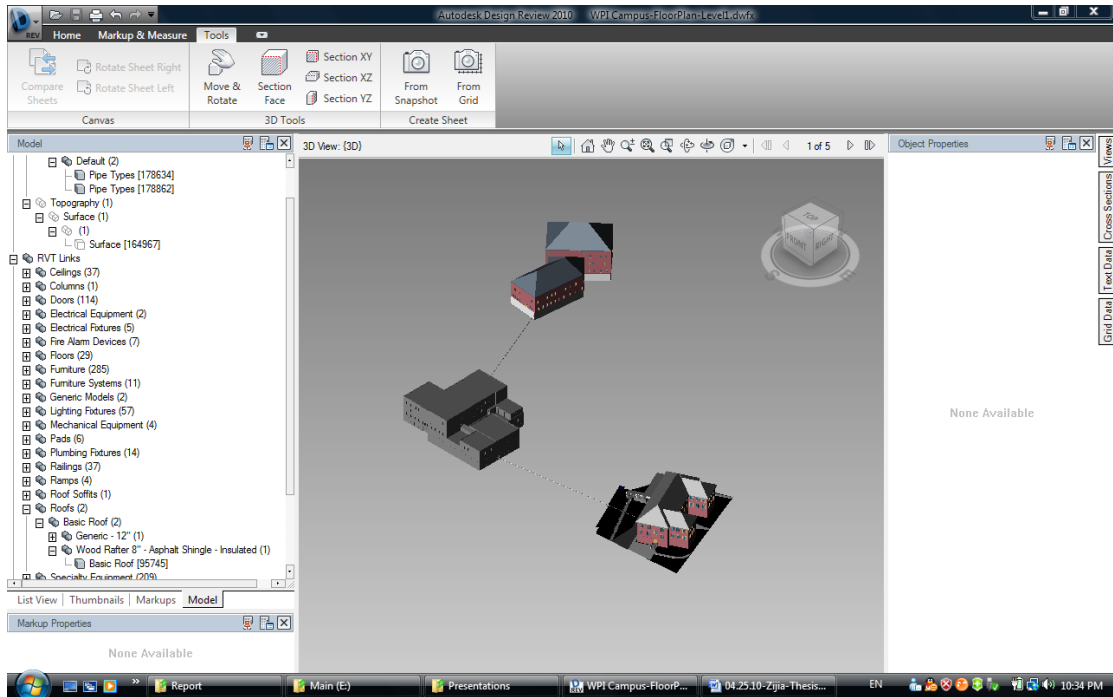 Autodesk Design Review 2010    WPI Campus-FloorPlan-Level1.dwfx
REV
Home Markup & Measure Tools
Compare Sheets
Rotate Sheet Right
Rotate Sheet Left
Canvas
Move & Rotate
Section Face
Section XY
Section XZ
Section YZ
3D Tools
From Snapshot
From Grid
Create Sheet
Model
Default (2)
Pipe Types [178634]
Pipe Types [178862]
Topography (1)
Surface (1)
(1)
Surface [164967]
RVT Links
Ceilings (37)
Columns (1)
Doors (114)
Electrical Equipment (2)
Electrical Fixtures (5)
Fire Alarm Devices (7)
Floors (29)
Furniture (285)
Furniture Systems (11)
Generic Models (2)
Lighting Fixtures (57)
Mechanical Equipment (4)
Pads (6)
Plumbing Fixtures (14)
Railings (37)
Ramps (4)
Roof Soffits (1)
Roofs (2)
Basic Roof (2)
Generic - 12" (1)
Wood Rafter 8" - Asphalt Shingle - Insulated (1)
Basic Roof [95745]
Specialty Equipment (209)
List View Thumbnails Markups Model
Markup Properties
None Available
3D View: {3D}
1 of 5
TOP
FRONT
RIGHT
S
E
Object Properties
None Available
Views
Cross Sections
Text Data
Grid Data
Report
Main (E:)
Presentations
REV
WPI Campus-FloorP...
04.25.10-Zijia-Thesis...
EN
10:34 PM